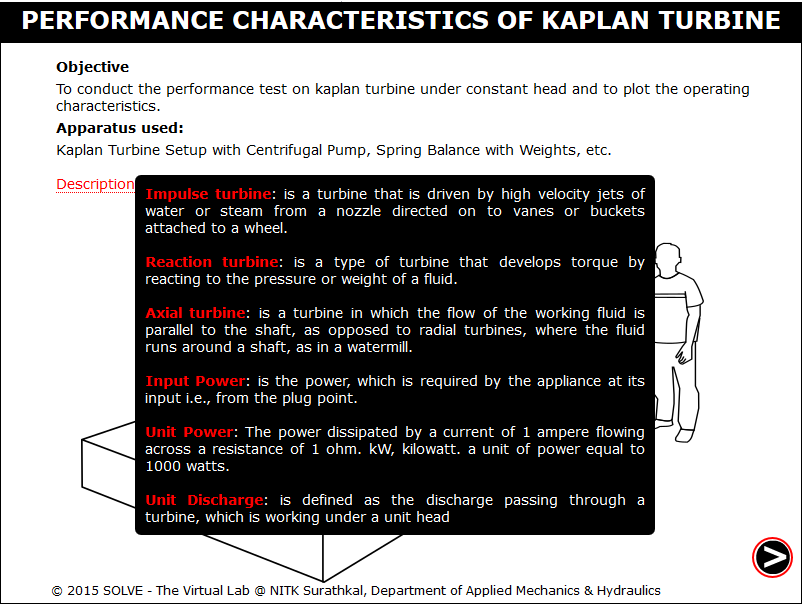 PERFORMANCE CHARACTERISTICS OF KAPLAN TURBINE
Objective
To conduct the performance test on kaplan turbine under constant head and to plot the operating
characteristics.
Apparatus used:
Kaplan Turbine Setup with Centrifugal Pump, Spring Balance with Weights, etc.
Description
Impulse turbine: is a turbine that is driven by high velocity jets of
water or steam from a nozzle directed on to vanes or buckets
attached to a wheel.
Reaction turbine: is a type of turbine that develops torque by
reacting to the pressure or weight of a fluid.
Axial turbine: is a turbine in which the flow of the working fluid is
parallel to the shaft, as opposed to radial turbines, where the fluid
runs around a shaft, as in a watermill.
Input Power: is the power, which is required by the appliance at its
input i.e., from the plug point.
Unit Power: The power dissipated by a current of 1 ampere flowing
across a resistance of 1 ohm. kW, kilowatt. a unit of power equal to
1000 watts.
Unit Discharge: is defined as the discharge passing through a
turbine, which is working under a unit head
© 2015 SOLVE - The Virtual Lab @ NITK Surathkal, Department of Applied Mechanics & Hydraulics